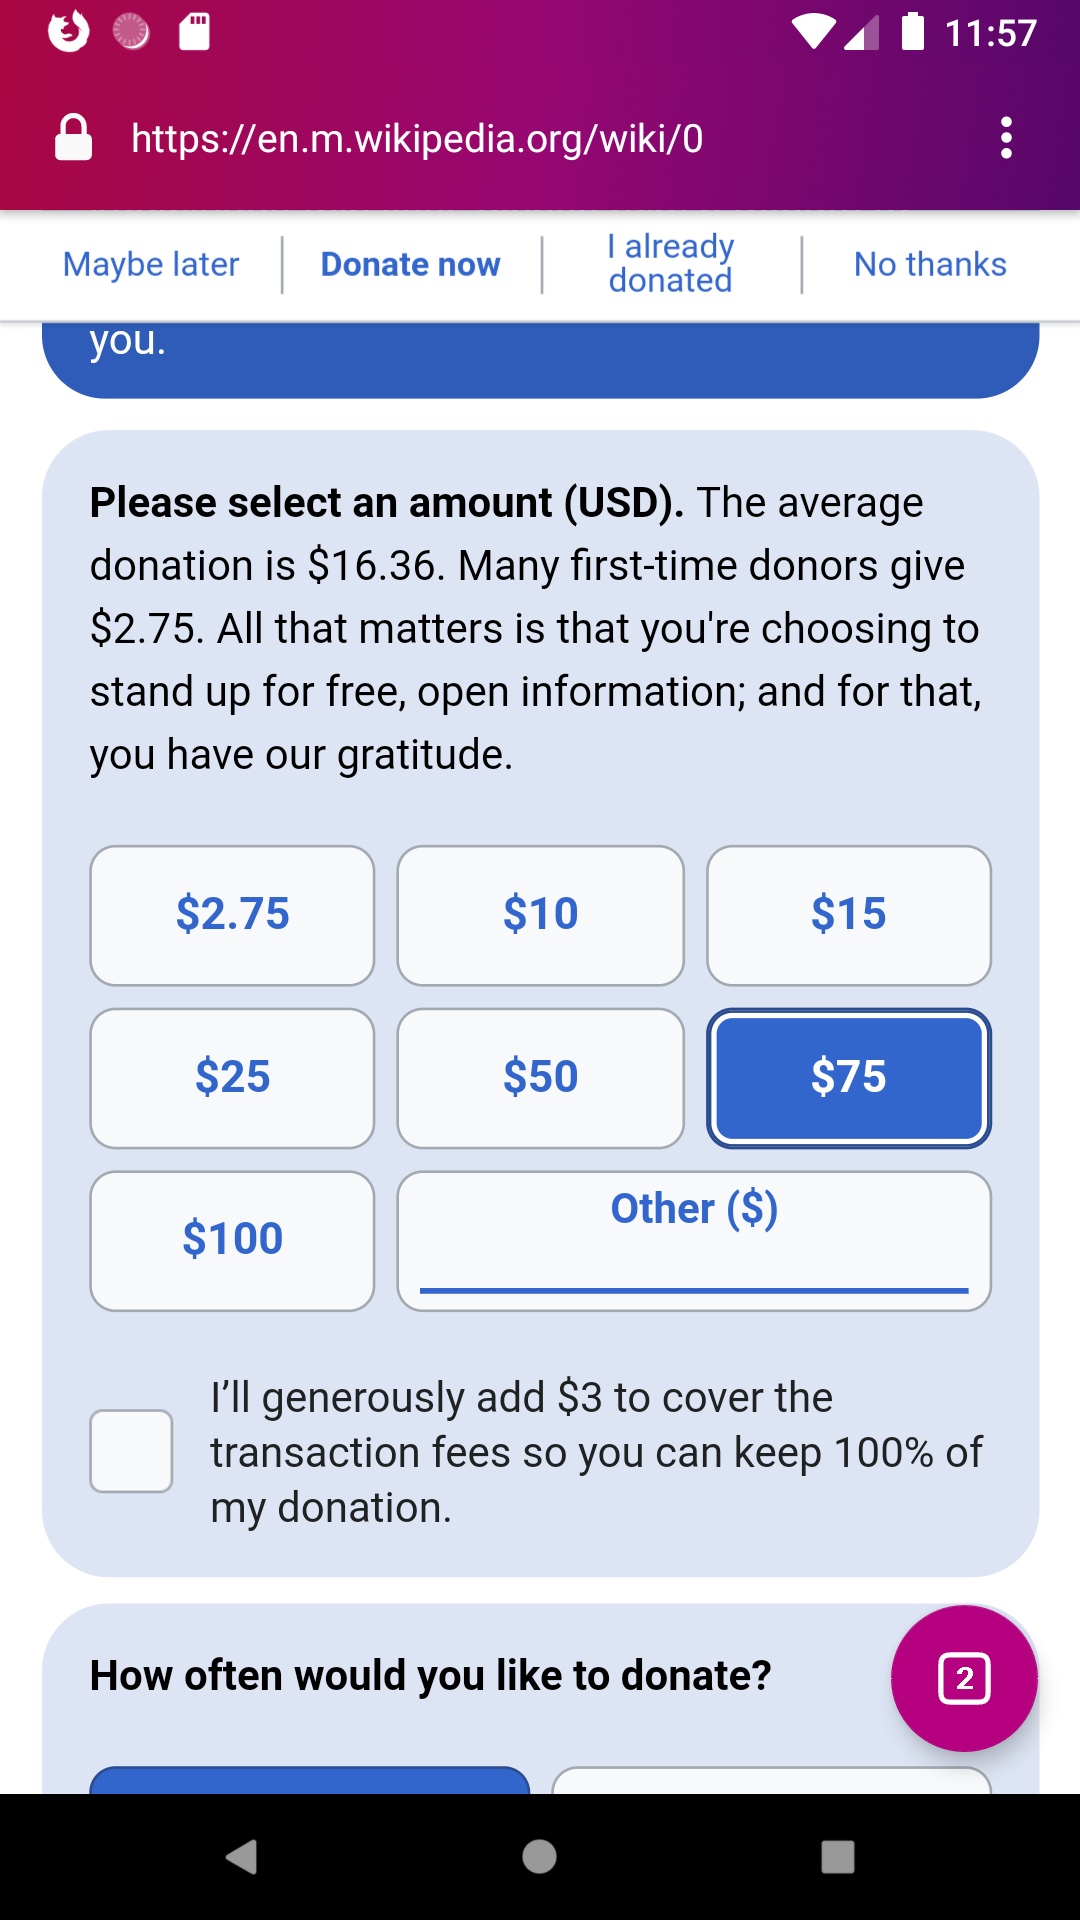 11:57
https://en.m.wikipedia.org/wiki/0
Maybe later
Donate now
I already
donated
No thanks
you.
Please select an amount (USD). The average
donation is $16.36. Many first-time donors give
$2.75. All that matters is that you're choosing to
stand up for free, open information; and for that,
you have our gratitude.
$2.75
$10
$15
$25
$50
$75
$100
Other ($)
I’ll generously add $3 to cover the
transaction fees so you can keep 100% of
my donation.
How often would you like to donate?
2